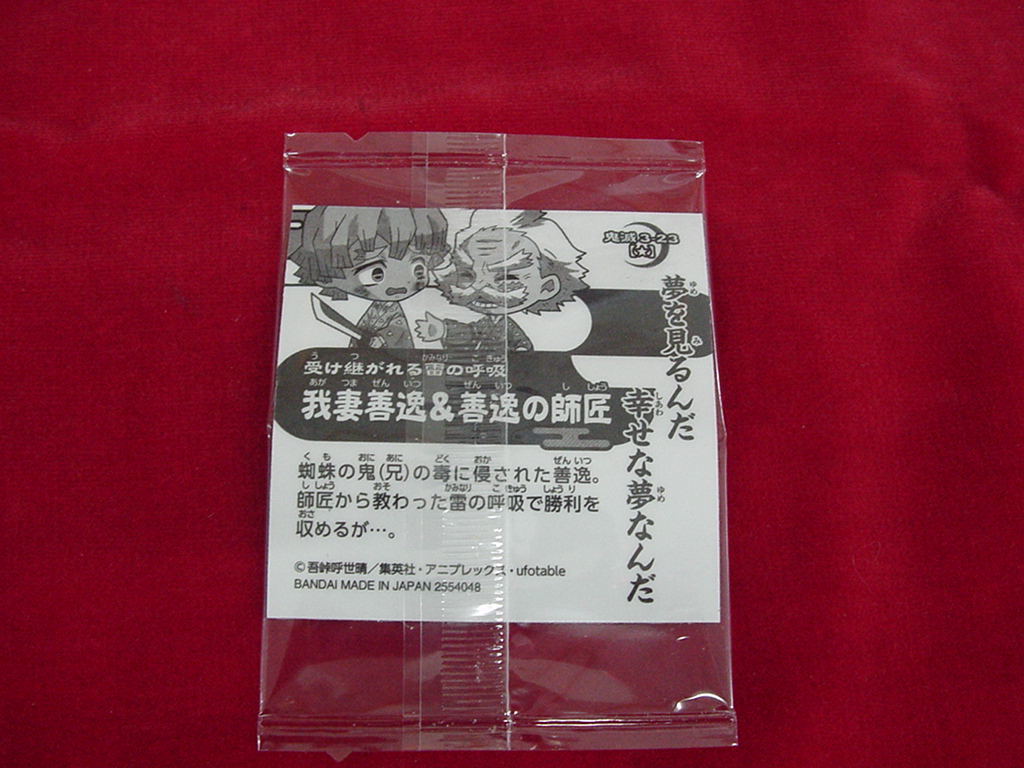 鬼滅 3-23
【火】
夢を見るんだ
幸せな夢なんだ
受け継がれる雷の呼吸
我妻善逸&善逸の師匠
蜘蛛の鬼(兄)の毒に侵された善逸。
師匠から教わった雷の呼吸で勝利を
収めるが…。
©吾峠呼世晴/集英社・アニプレックス・ufotable
BANDAI MADE IN JAPAN 2554048